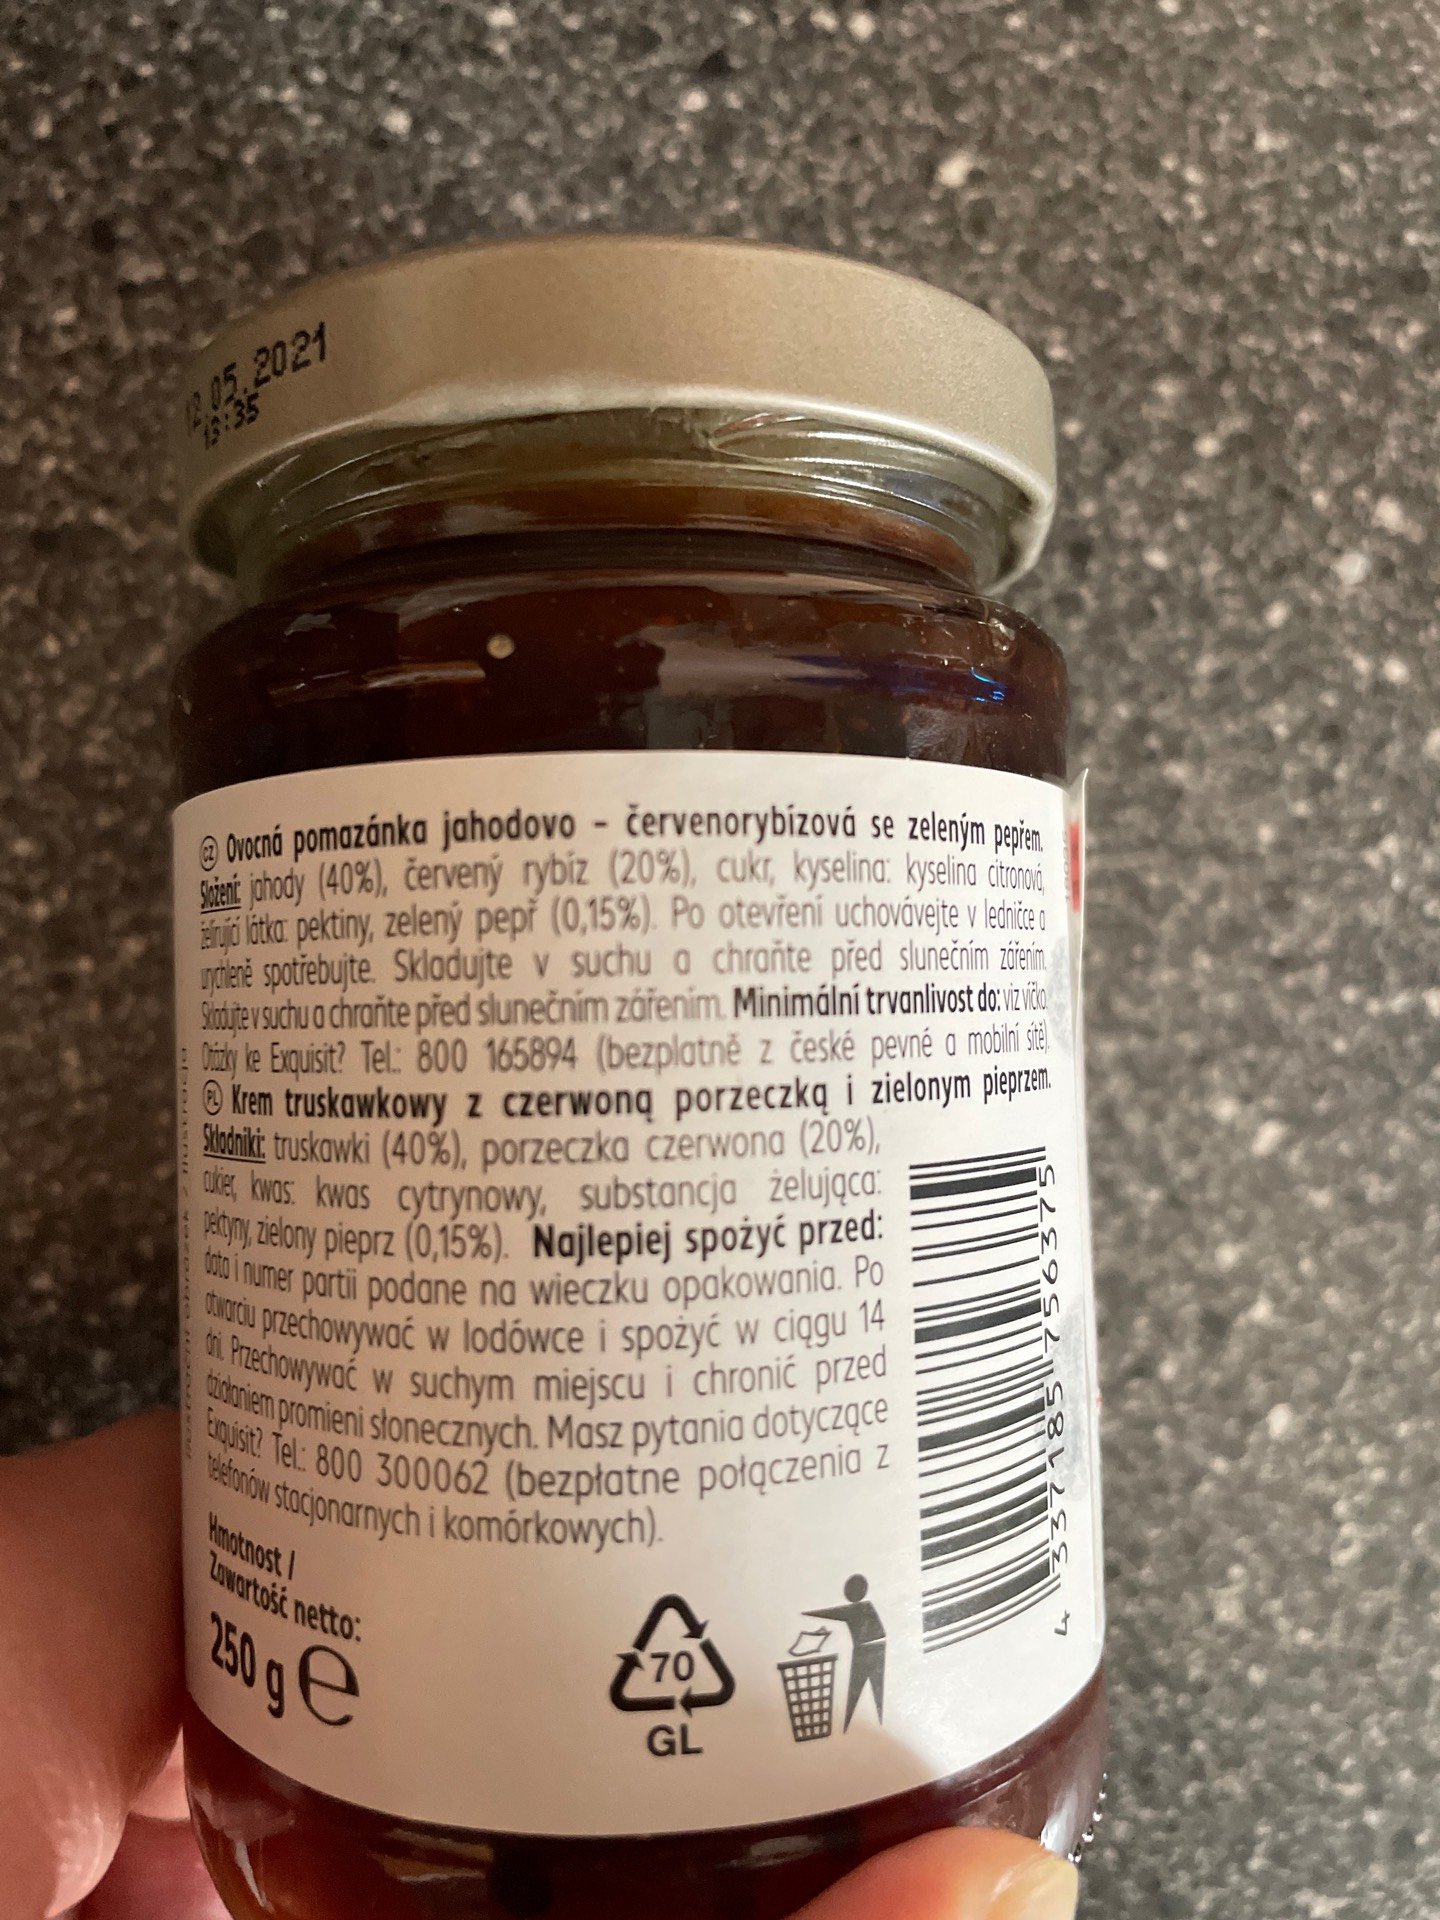 12.05.2021
13:35
CZ Ovocná pomazánka jahodovo – červenorybízová se zeleným pepřem.
Složení: jahody (40%), červený rybíz (20%), cukr, kyselina: kyselina citronová,
želírující látka: pektiny, zelený pepř (0,15%). Po otevření uchovávejte v ledničce a
urychleně spotřebujte. Skladujte v suchu a chraňte před slunečním zářením.
Skladujte v suchu a chraňte před slunečním zářením. Minimální trvanlivost do: viz víčko.
Otázky ke Exquisit? Tel.: 800 165894 (bezplatně z české pevné a mobilní sítě).
PL Krem truskawkowy z czerwoną porzeczką i zielonym pieprzem.
Składniki: truskawki (40%), porzeczka czerwona (20%),
cukier, kwas: kwas cytrynowy, substancja żelująca:
pektyny, zielony pieprz (0,15%). Najlepiej spożyć przed:
data i numer partii podane na wieczku opakowania. Po
otwarciu przechowywać w lodówce i spożyć w ciągu 14
dni. Przechowywać w suchym miejscu i chronić przed
działaniem promieni słonecznych. Masz pytania dotyczące
Exquisit? Tel.: 800 300062 (bezpłatne połączenia z
telefonów stacjonarnych i komórkowych).
Hmotnost /
Zawartość netto:
250 g e
70
GL
4 337185 756375